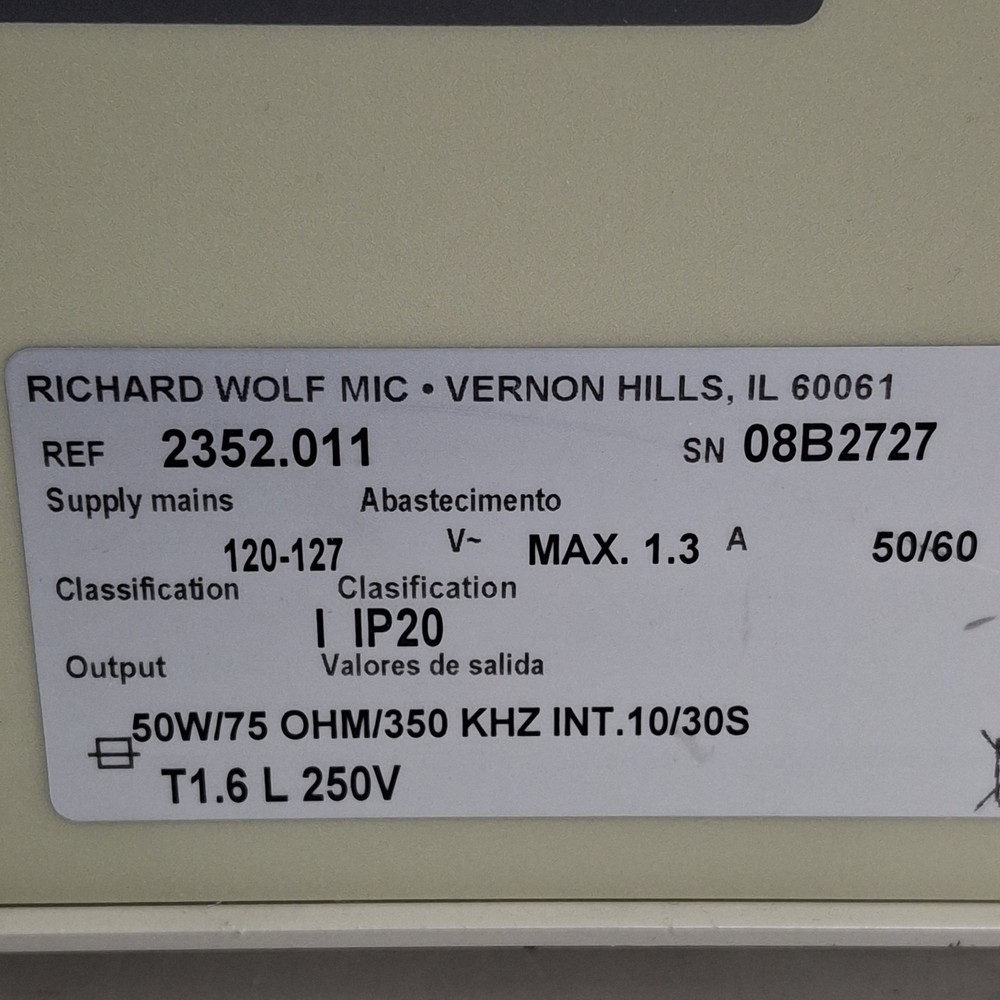 RICHARD WOLF MIC • VERNON HILLS, IL 60061
REF 2352.011 SN 08B2727
Supply mains Abastecimento
120-127 V~ MAX. 1.3 A 50/60
Classification Clasification
I IP20
Output Valores de salida
50W/75 OHM/350 KHZ INT.10/30S
T1.6 L 250V